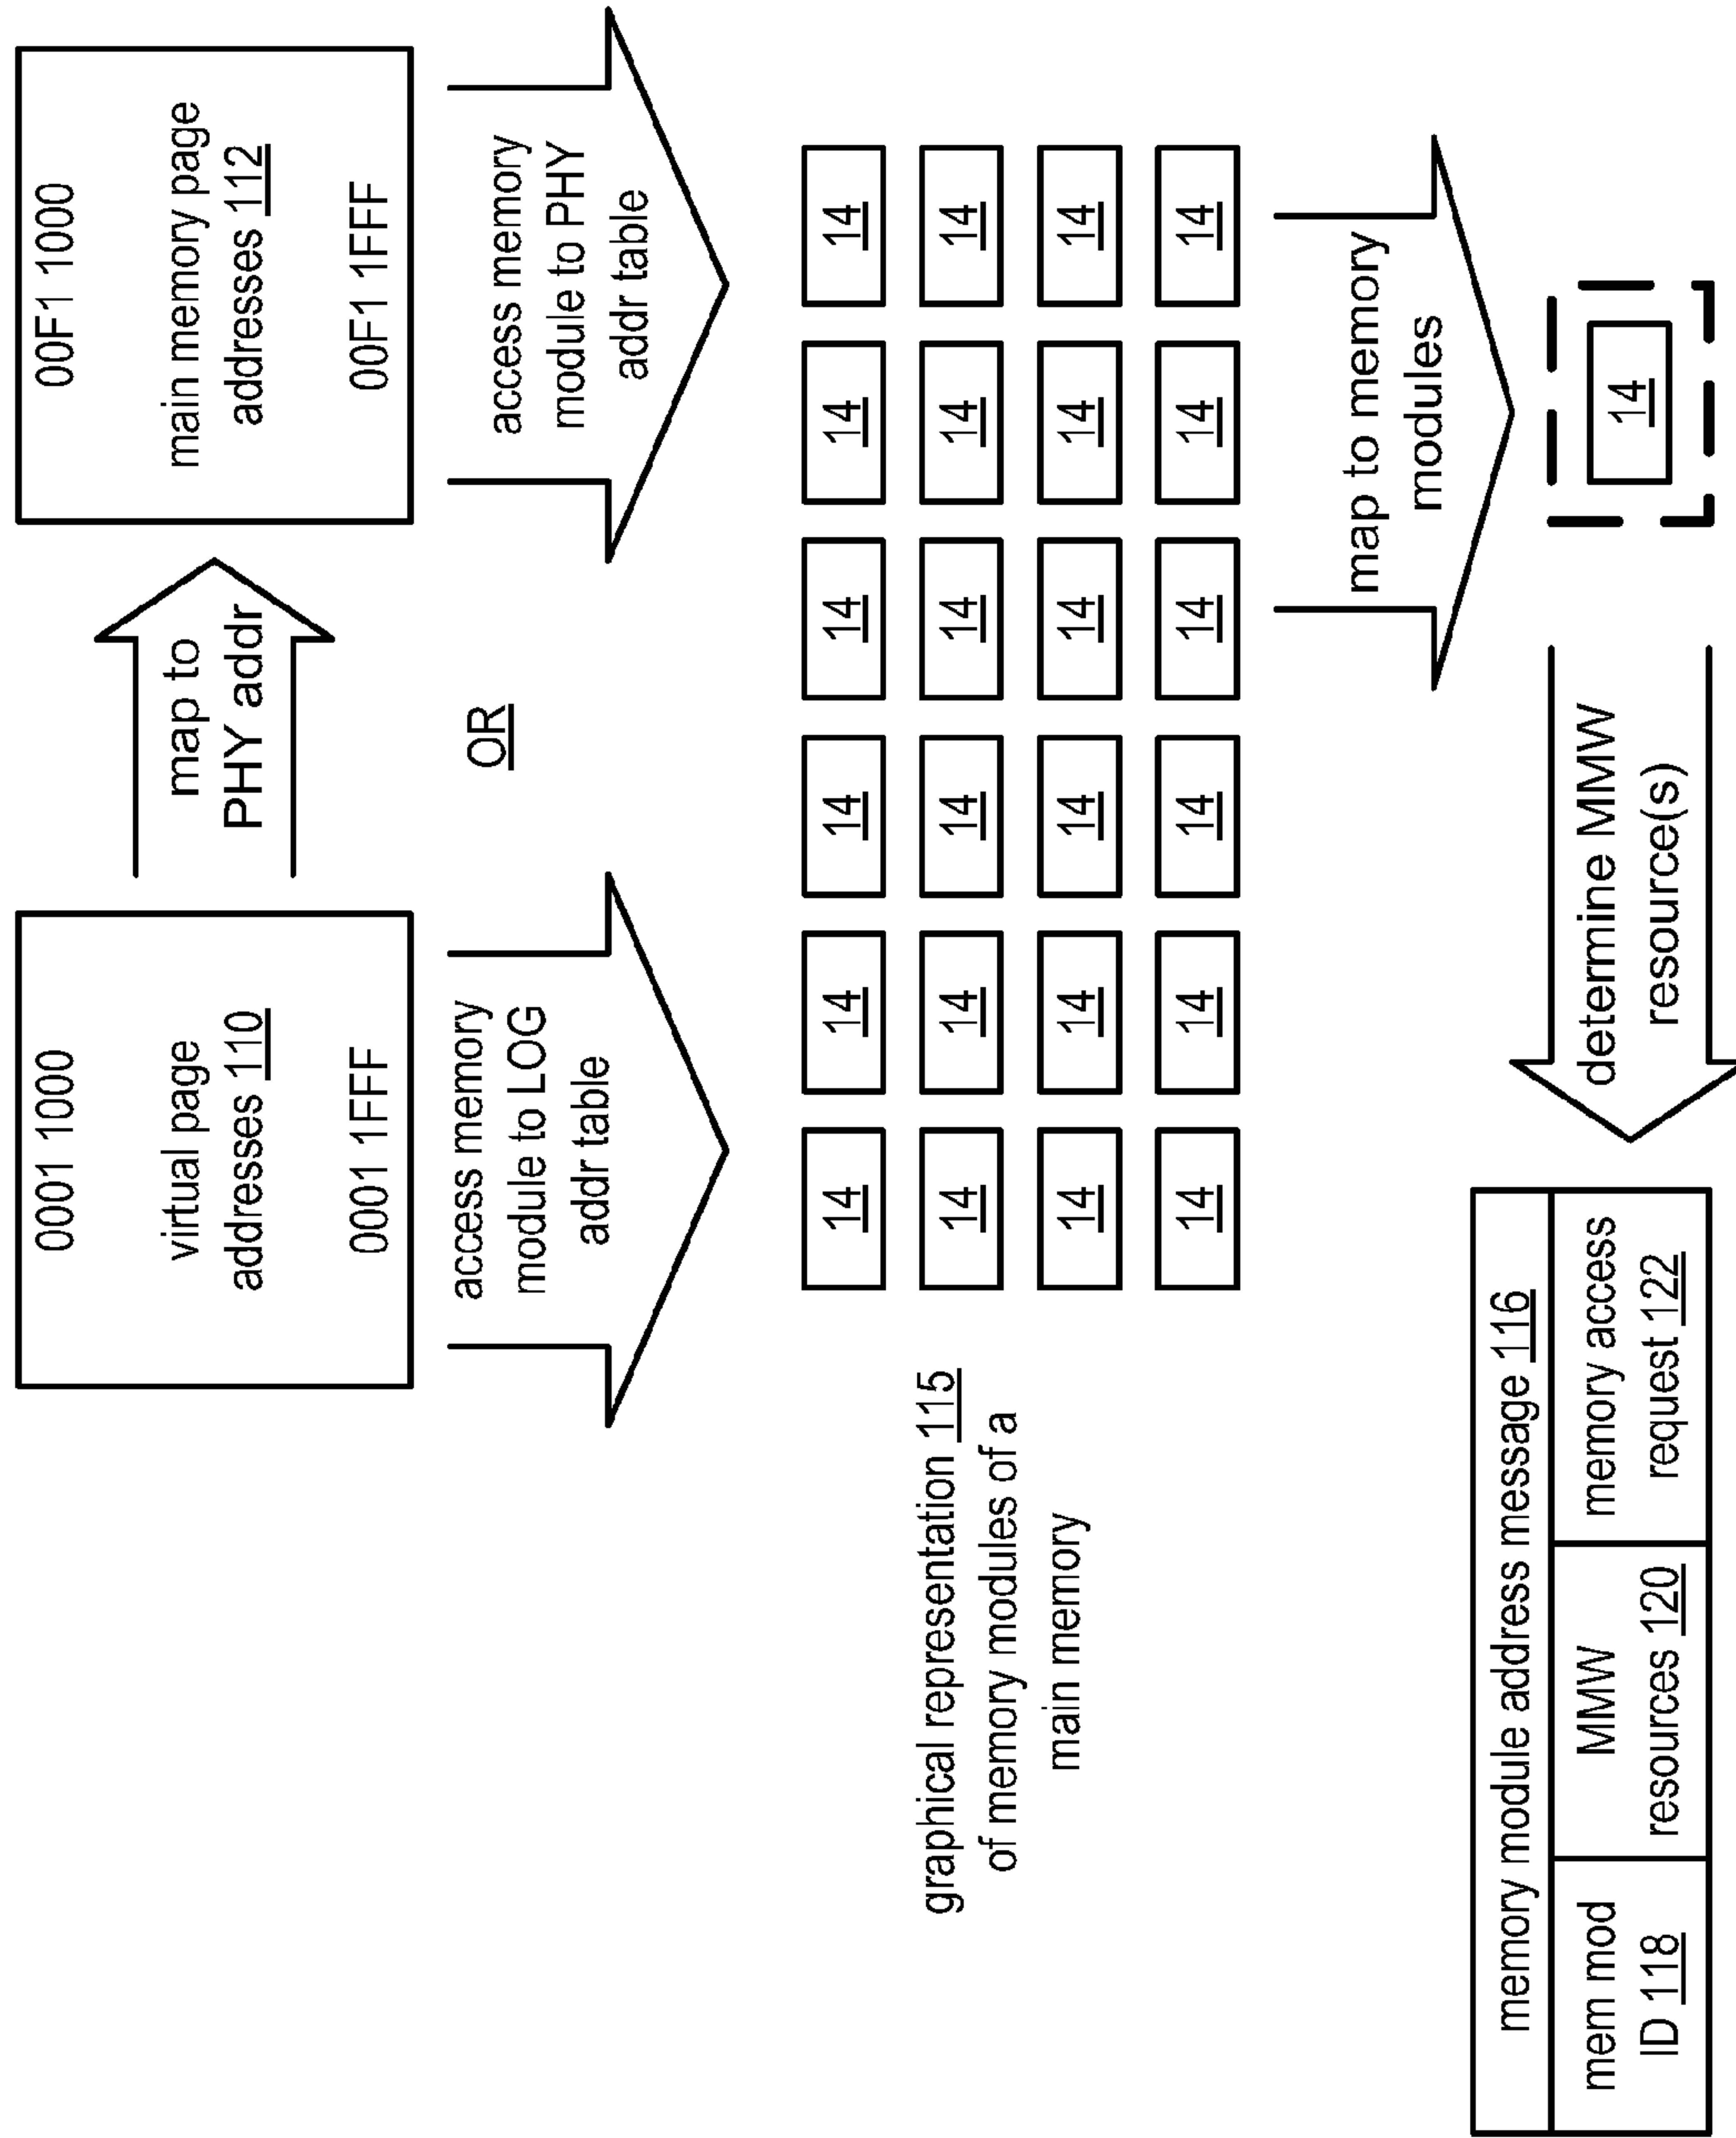 0001 1000
virtual page
addresses 110
0001 1FFF
map to
PHY addr
00F1 1000
main memory page
addresses 112
00F1 1FFF
access memory
module to LOG
addr table
OR
access memory
module to PHY
addr table
graphical representation 115
of memory modules of a
main memory
14 14 14 14 14 14
14 14 14 14 14 14
14 14 14 14 14 14
14 14 14 14 14 14
map to memory
modules
14
determine MMW
resource(s)
memory module address message 116
mem mod
ID 118
MMW
resources 120
memory access
request 122